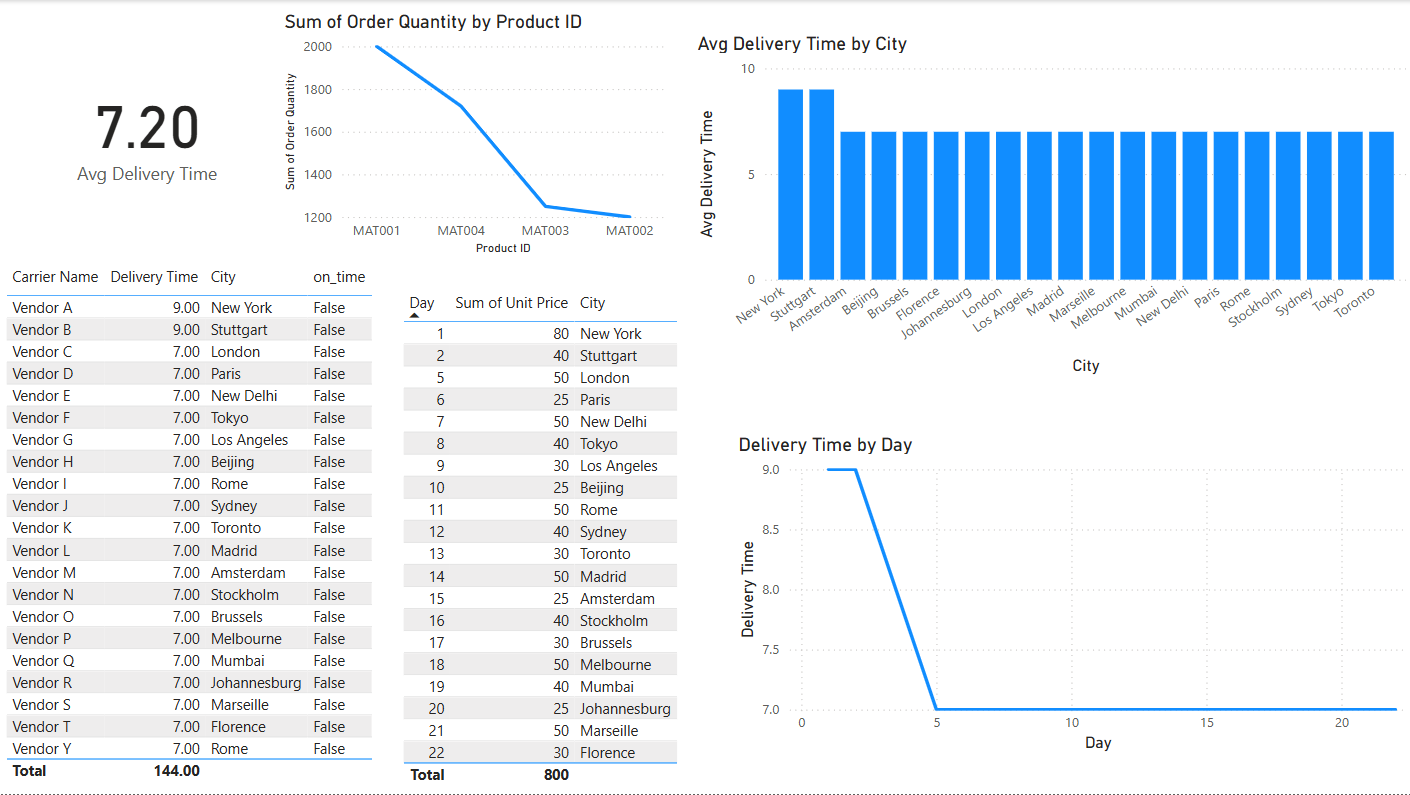 7.20
Avg Delivery Time
Sum of Order Quantity by Product ID
Sum of Order Quantity
2000
1800
1600
1400
1200
MAT001 MAT004 MAT003 MAT002
Product ID
Avg Delivery Time by City
Avg Delivery Time
10
5
0
New York Stuttgart Amsterdam Beijing Brussels Florence Johannesburg London Los Angeles Madrid Marseille Melbourne Mumbai New Delhi Paris Rome Stockholm Sydney Tokyo Toronto
City
Carrier Name Delivery Time City on_time
Vendor A 9.00 New York False
Vendor B 9.00 Stuttgart False
Vendor C 7.00 London False
Vendor D 7.00 Paris False
Vendor E 7.00 New Delhi False
Vendor F 7.00 Tokyo False
Vendor G 7.00 Los Angeles False
Vendor H 7.00 Beijing False
Vendor I 7.00 Rome False
Vendor J 7.00 Sydney False
Vendor K 7.00 Toronto False
Vendor L 7.00 Madrid False
Vendor M 7.00 Amsterdam False
Vendor N 7.00 Stockholm False
Vendor O 7.00 Brussels False
Vendor P 7.00 Melbourne False
Vendor Q 7.00 Mumbai False
Vendor R 7.00 Johannesburg False
Vendor S 7.00 Marseille False
Vendor T 7.00 Florence False
Vendor Y 7.00 Rome False
Total 144.00
Day Sum of Unit Price City
1 80 New York
2 40 Stuttgart
5 50 London
6 25 Paris
7 50 New Delhi
8 40 Tokyo
9 30 Los Angeles
10 25 Beijing
11 50 Rome
12 40 Sydney
13 30 Toronto
14 50 Madrid
15 25 Amsterdam
16 40 Stockholm
17 30 Brussels
18 50 Melbourne
19 40 Mumbai
20 25 Johannesburg
21 50 Marseille
22 30 Florence
Total 800
Delivery Time by Day
Delivery Time
9.0
8.5
8.0
7.5
7.0
0 5 10 15 20
Day